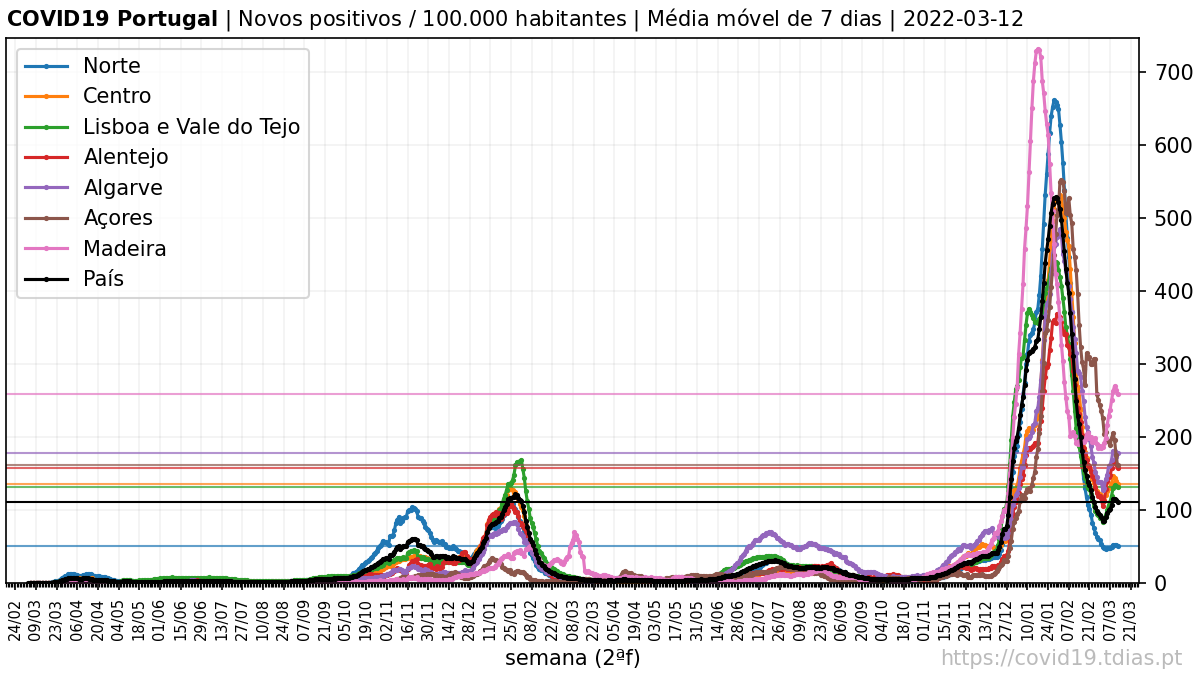 COVID19 Portugal | Novos positivos / 100.000 habitantes | Média móvel de 7 dias | 2022-03-12
Norte
Centro
Lisboa e Vale do Tejo
Alentejo
Algarve
Açores
Madeira
País
700
600
500
400
300
200
100
0
24/02 09/03 23/03 06/04 20/04 04/05 18/05 01/06 15/06 29/06 13/07 27/07 10/08 24/08 07/09 21/09 05/10 19/10 02/11 16/11 30/11 14/12 28/12 11/01 25/01 08/02 22/02 08/03 22/03 05/04 19/04 03/05 17/05 31/05 14/06 28/06 12/07 26/07 09/08 23/08 06/09 20/09 04/10 18/10 01/11 15/11 29/11 13/12 27/12 10/01 24/01 07/02 21/02 07/03 21/03
semana (2ªf)
https://covid19.tdias.pt